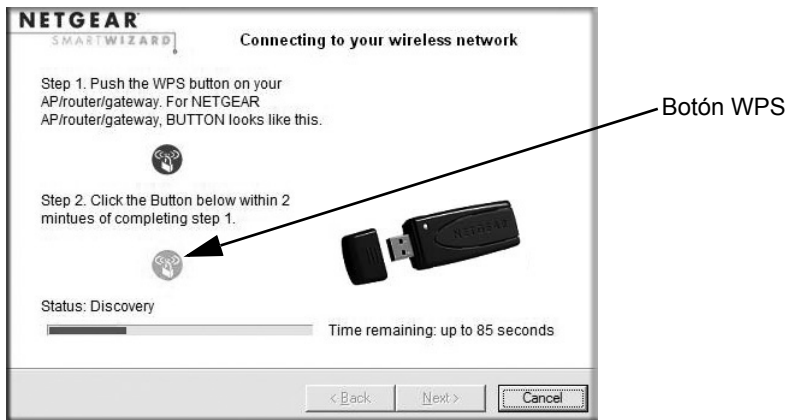 NETGEAR
SMARTWIZARD
Connecting to your wireless network
Step 1. Push the WPS button on your
AP/router/gateway. For NETGEAR
AP/router/gateway, BUTTON looks like this.
Botón WPS
Step 2. Click the Button below within 2
mintues of completing step 1.
NETGEAR
Status: Discovery
Time remaining: up to 85 seconds
< Back
Next >
Cancel